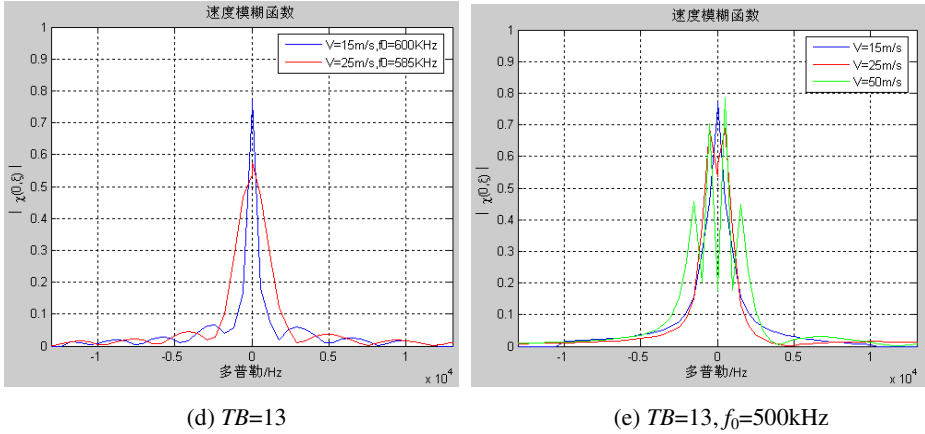 速度模糊函数
V=15m/s,f0=600KHz
V=25m/s,f0=585KHz
1
0.9
0.8
0.7
0.6
0.5
0.4
0.3
0.2
0.1
0
| χ(0,ξ) |
-1 -0.5 0 0.5 1
多普勒/Hz
x 10⁴
(d) TB=13
速度模糊函数
V=15m/s
V=25m/s
V=50m/s
1
0.9
0.8
0.7
0.6
0.5
0.4
0.3
0.2
0.1
0
| χ(0,ξ) |
-1 -0.5 0 0.5 1
多普勒/Hz
x 10⁴
(e) TB=13, f₀=500kHz